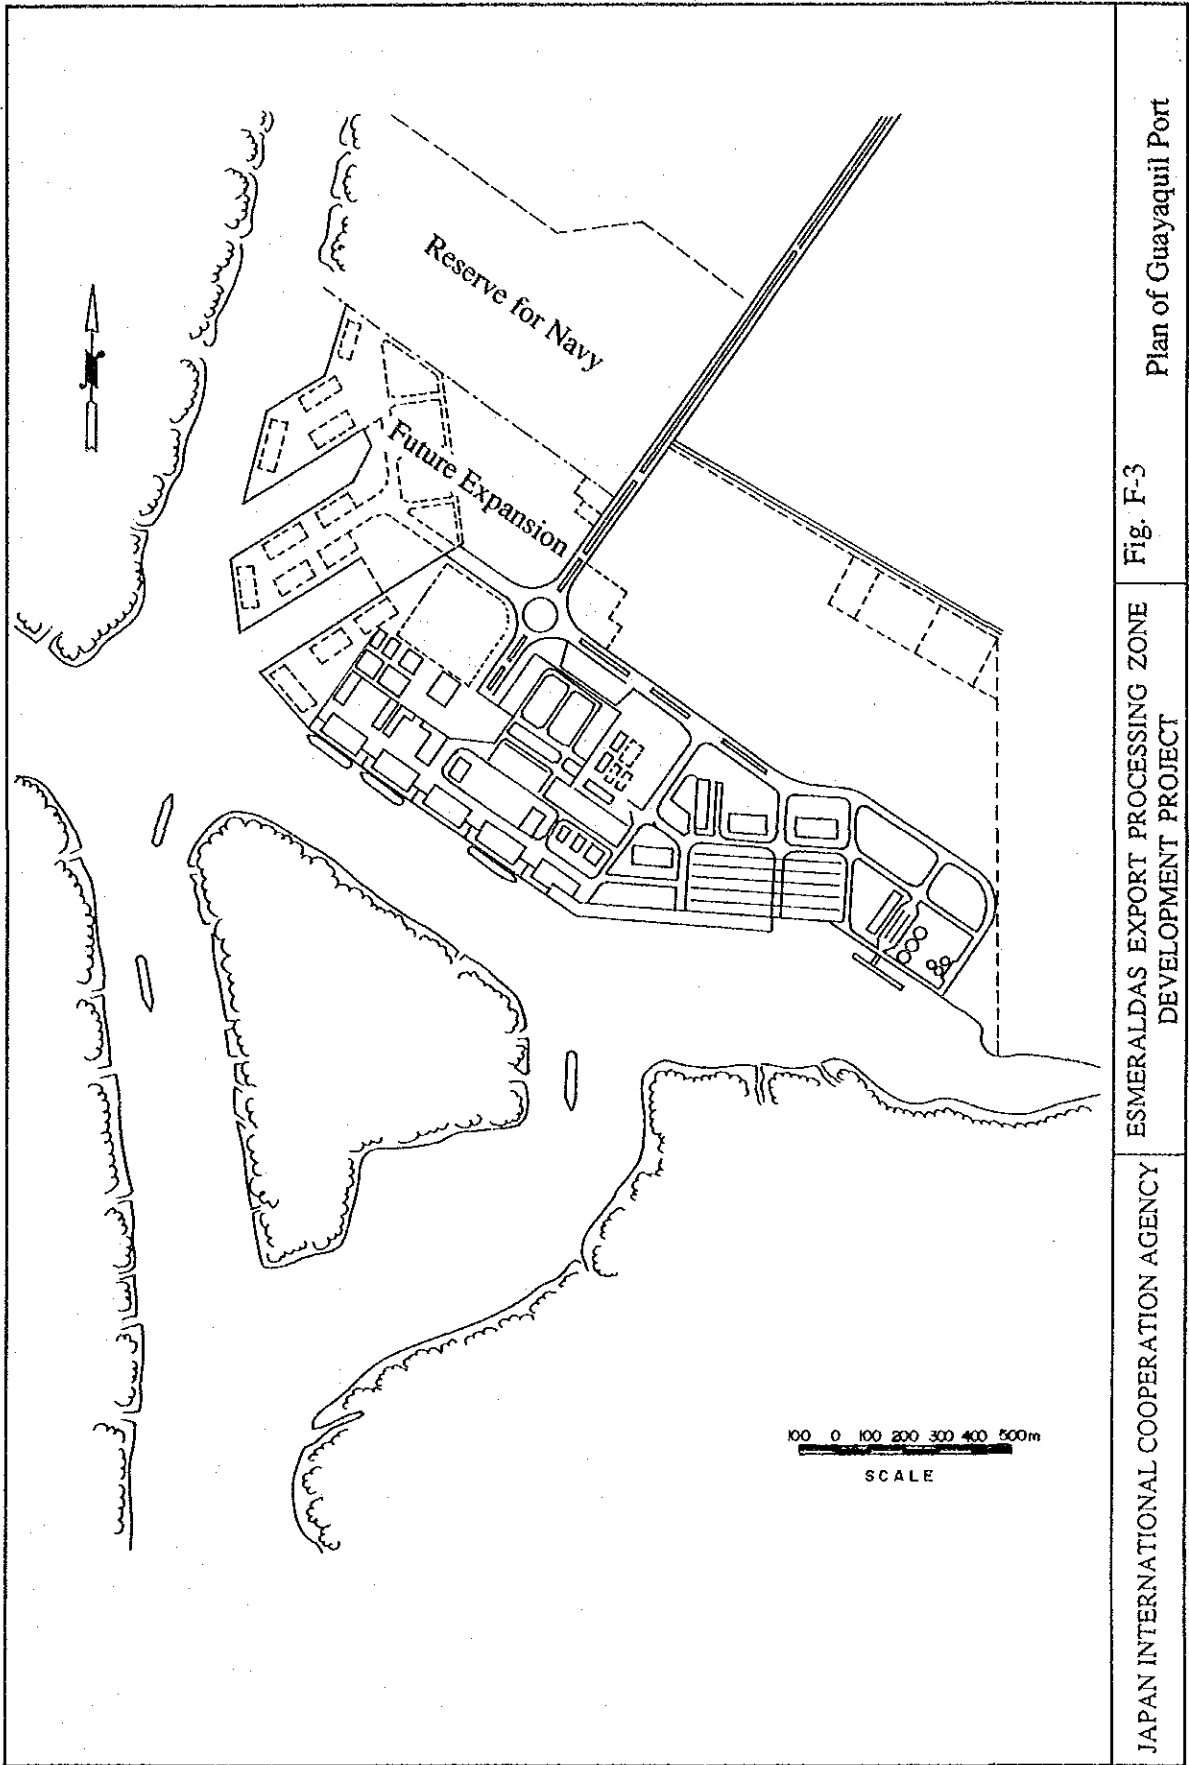 Reserve for Navy
Future Expansion
100 0 100 200 300 400 500m
SCALE
JAPAN INTERNATIONAL COOPERATION AGENCY
ESMERALDAS EXPORT PROCESSING ZONE
DEVELOPMENT PROJECT
Fig. F-3
Plan of Guayaquil Port